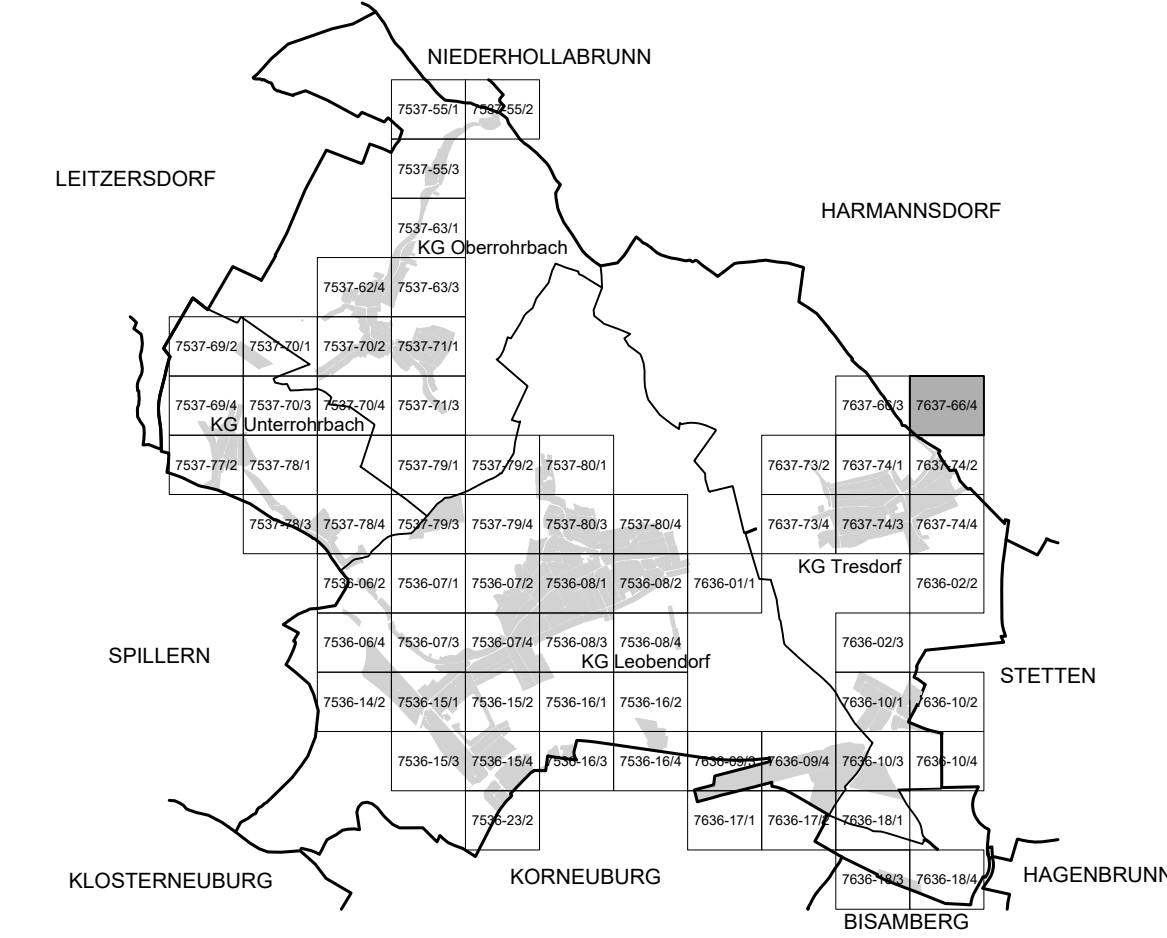 NIEDERHOLLABRUNN
7537-55/1 7537-55/2
7537-55/3
LEITZERSDORF
HARMANNSDORF
7537-63/1
KG Oberrohrbach
7537-62/4 7537-63/3
7537-69/2 7537-70/1 7537-70/2 7537-71/1
7537-69/4 7537-70/3 7537-70/4 7537-71/3 7637-66/3 7637-66/4
KG Unterrohrbach
7537-77/2 7537-78/1 7537-79/1 7537-79/2 7537-80/1 7637-73/2 7637-74/1 7637-74/2
7537-78/3 7537-78/4 7537-79/3 7537-79/4 7537-80/3 7537-80/4 7637-73/4 7637-74/3 7637-74/4
KG Tresdorf
7536-06/2 7536-07/1 7536-07/2 7536-08/1 7536-08/2 7636-01/1 7636-02/2
7536-06/4 7536-07/3 7536-07/4 7536-08/3 7536-08/4 7636-02/3
SPILLERN
KG Leobendorf
STETTEN
7536-14/2 7536-15/1 7536-15/2 7536-16/1 7536-16/2 7636-10/1 7636-10/2
7536-15/3 7536-15/4 7536-16/3 7536-16/4 7636-09/3 7636-09/4 7636-10/3 7636-10/4
7536-23/2 7636-17/1 7636-17/2 7636-18/1
KLOSTERNEUBURG
KORNEUBURG
HAGENBRUNN
7636-18/3 7636-18/4
BISAMBERG